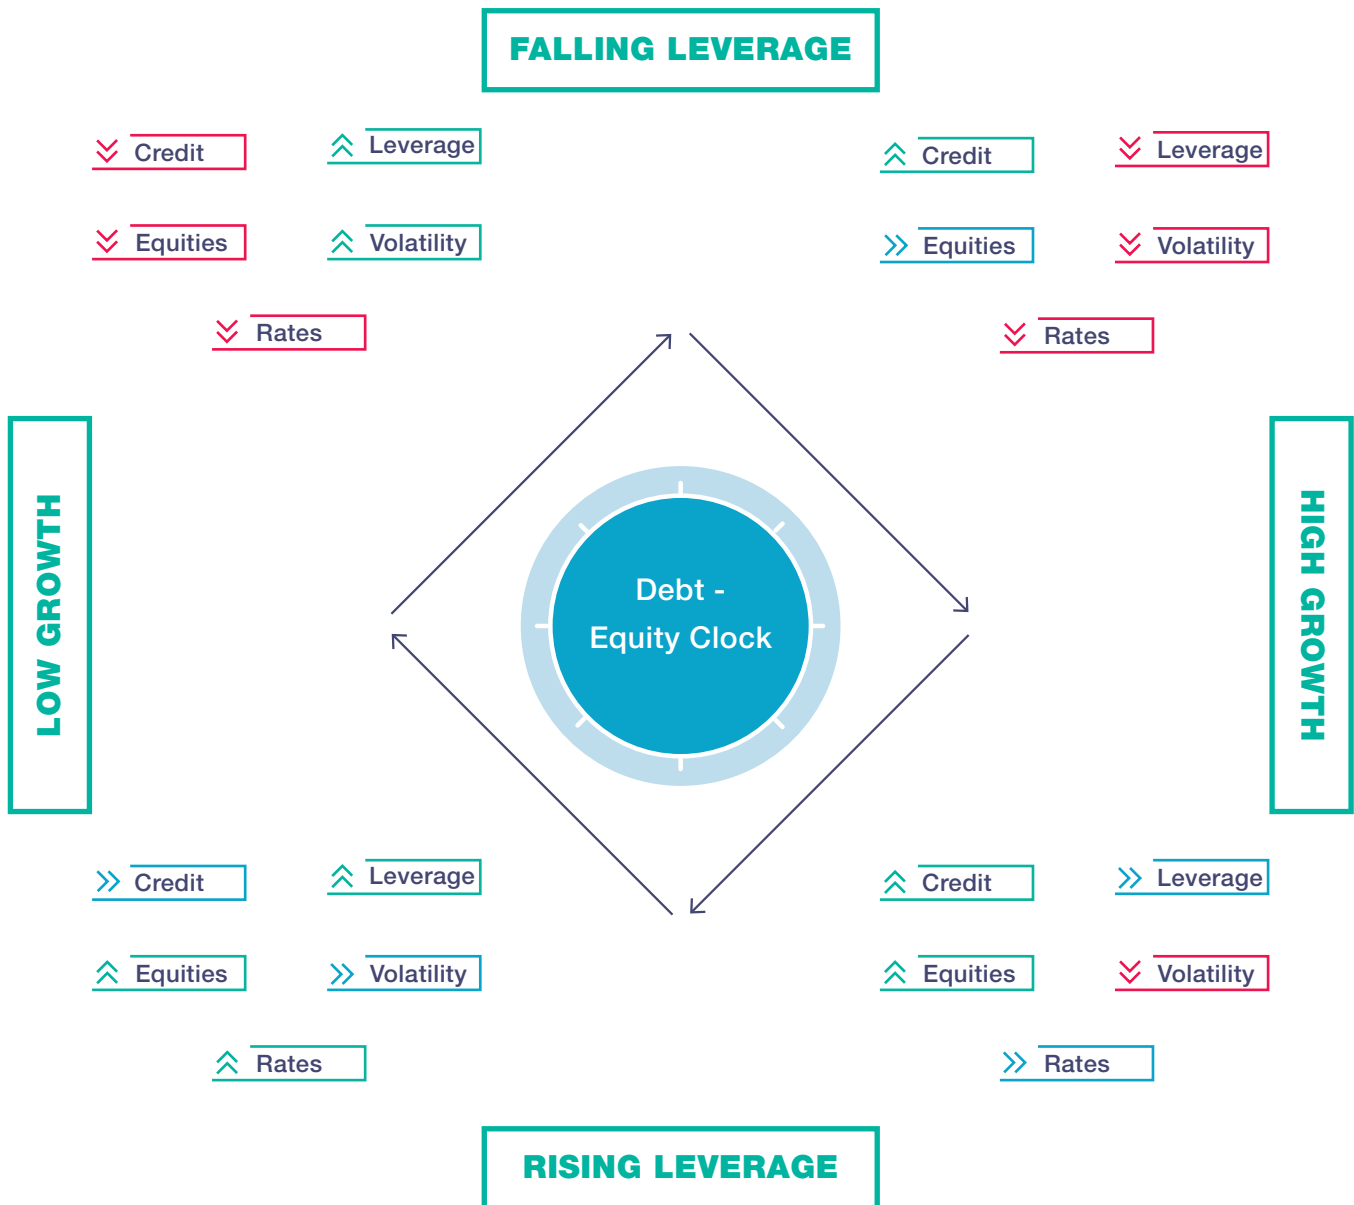 FALLING LEVERAGE
Credit
Leverage
Equities
Volatility
Rates
Credit
Leverage
Equities
Volatility
Rates
LOW GROWTH
Debt -
Equity Clock
HIGH GROWTH
Credit
Leverage
Equities
Volatility
Rates
Credit
Leverage
Equities
Volatility
Rates
RISING LEVERAGE